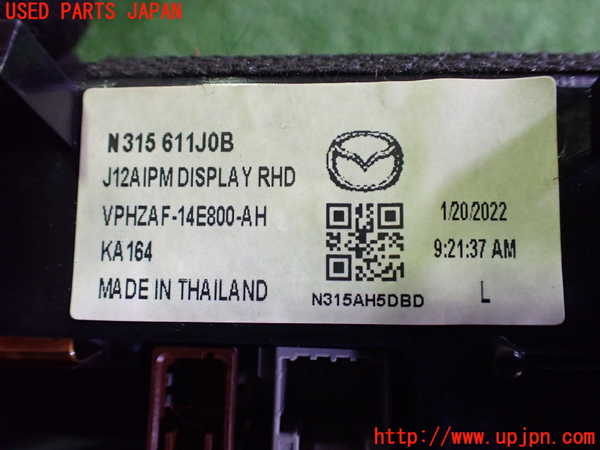 USED PARTS JAPAN
N315 611J0B
J12AIPM DISPLAY RHD
VPHZAF-14E800-AH
1/20/2022
KA164
9:21:37 AM
MADE IN THAILAND
N315AH5DBD
L
UPJ
http://www.upjpn.com/